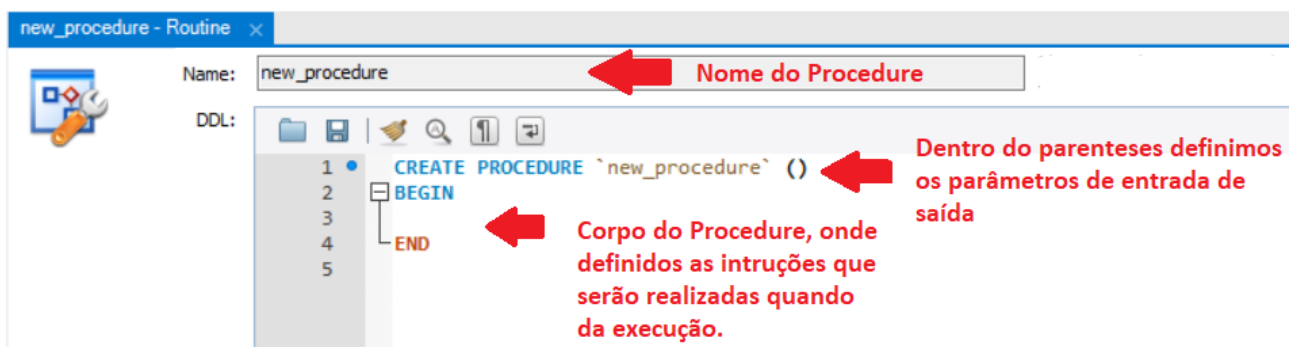 new_procedure - Routine ×
Name: new_procedure
Nome do Procedure
DDL:
1 CREATE PROCEDURE `new_procedure` ()
2 BEGIN
3
4 END
5
Dentro do parenteses definimos
os parâmetros de entrada de
saída
Corpo do Procedure, onde
definidos as intruções que
serão realizadas quando
da execução.